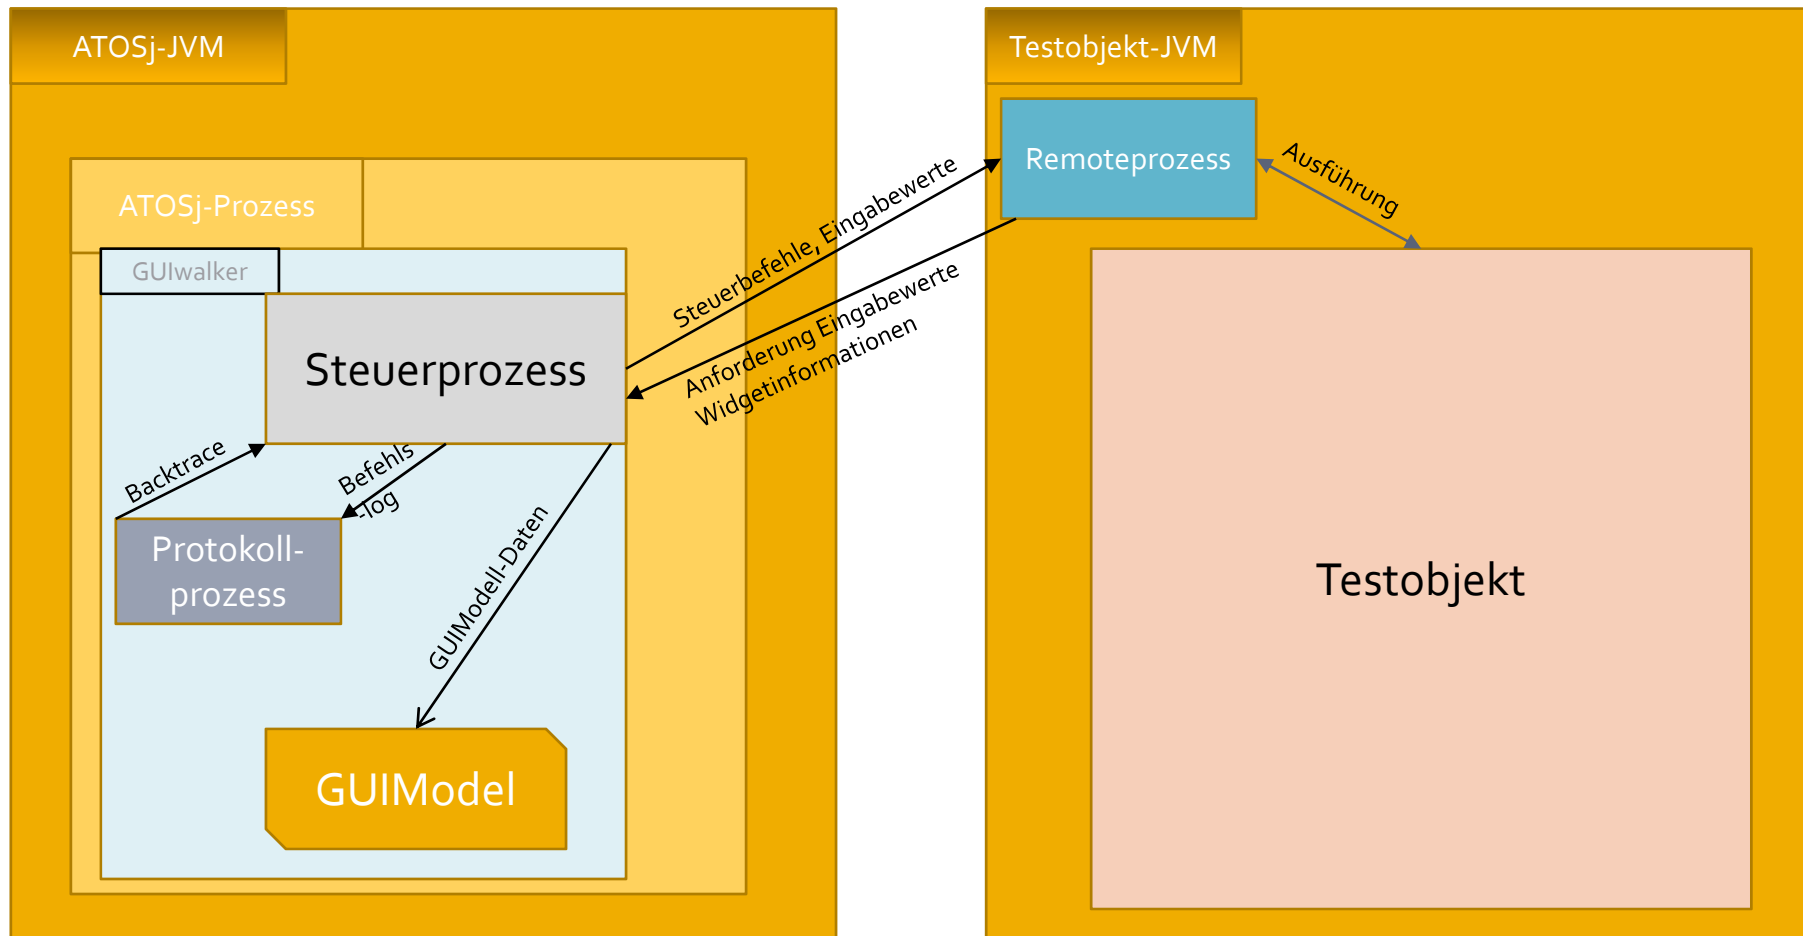 ATOSj-JVM
Testobjekt-JVM
Remoteprozess
Ausführung
ATOSj-Prozess
GUIwalker
Steuerprozess
Steuerbefehle, Eingabewerte
Anforderung Eingabewerte
Widgetinformationen
Backtrace
Befehls
-log
Protokoll-
prozess
GUIModell-Daten
Testobjekt
GUIModel